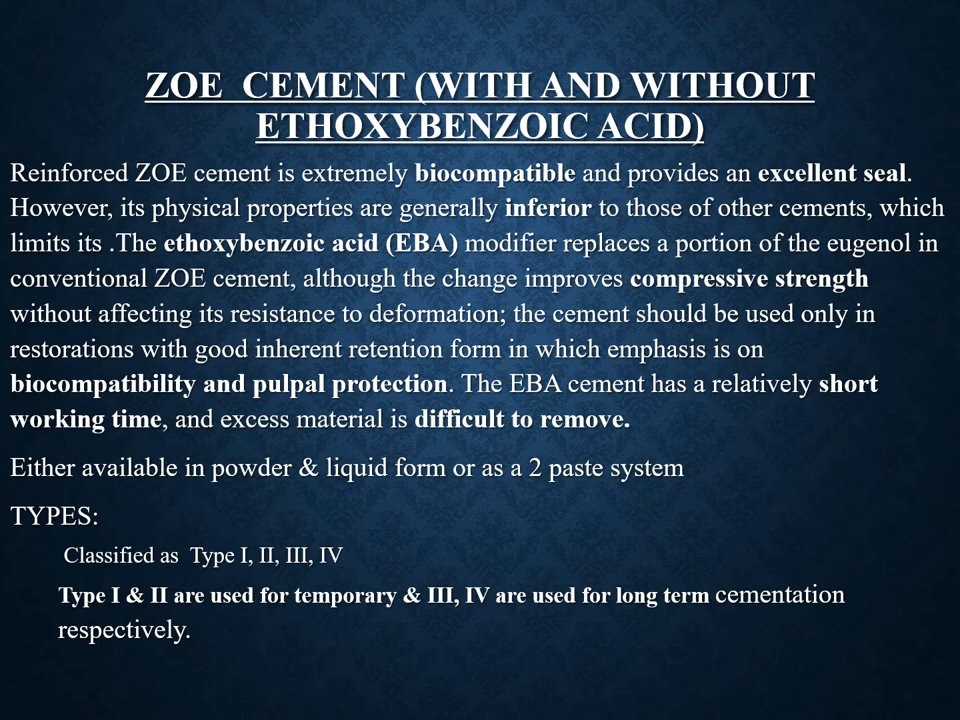 ZOE CEMENT (WITH AND WITHOUT
ETHOXYBENZOIC ACID)
Reinforced ZOE cement is extremely biocompatible and provides an excellent seal.
However, its physical properties are generally inferior to those of other cements, which
limits its .The ethoxybenzoic acid (EBA) modifier replaces a portion of the eugenol in
conventional ZOE cement, although the change improves compressive strength
without affecting its resistance to deformation; the cement should be used only in
restorations with good inherent retention form in which emphasis is on
biocompatibility and pulpal protection. The EBA cement has a relatively short
working time, and excess material is difficult to remove.
Either available in powder & liquid form or as a 2 paste system
TYPES:
Classified as Type I, II, III, IV
Type I & II are used for temporary & III, IV are used for long term cementation
respectively.